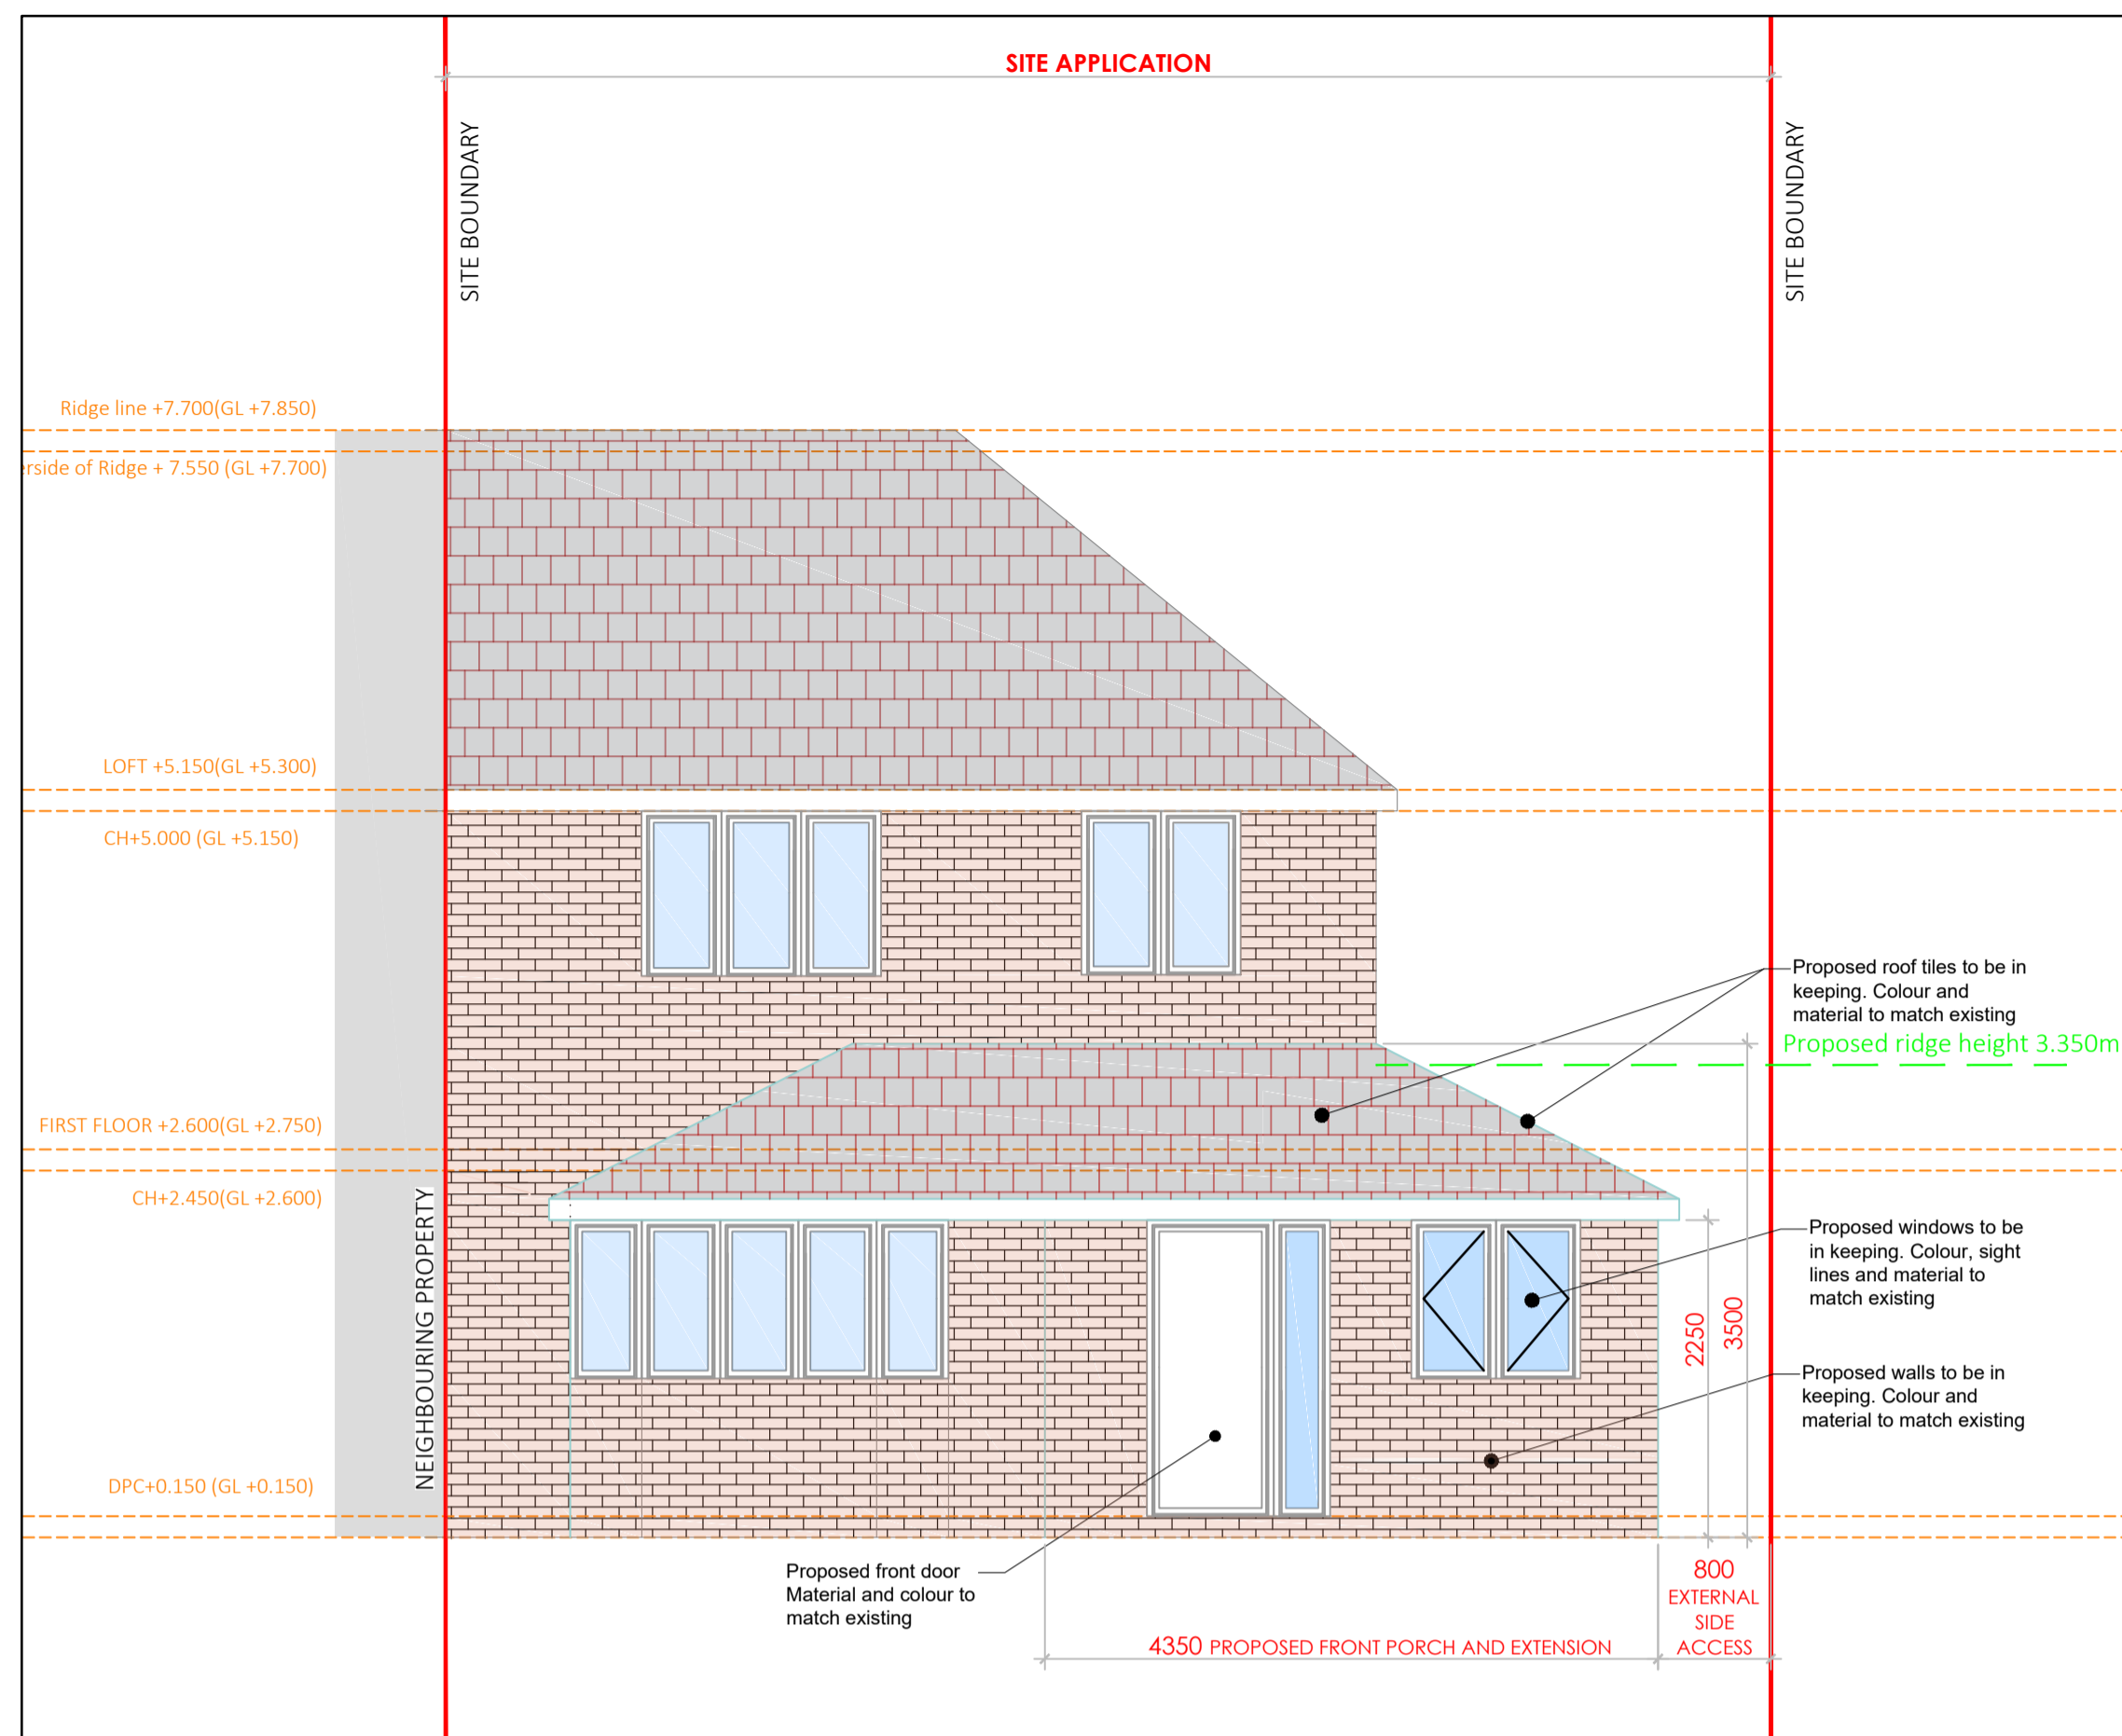 SITE APPLICATION
SITE BOUNDARY
SITE BOUNDARY
Ridge line +7.700(GL +7.850)
of Ridge + 7.550 (GL +7.700)
LOFT +5.150(GL +5.300)
CH+5.000 (GL +5.150)
Proposed roof tiles to be in
keeping. Colour and
material to match existing
Proposed ridge height 3.350m
FIRST FLOOR +2.600(GL +2.750)
CH+2.450(GL +2.600)
NEIGHBOURING PROPERTY
Proposed windows to be
in keeping. Colour, sight
lines and material to
match existing
2250
3500
Proposed walls to be in
keeping. Colour and
material to match existing
DPC+0.150 (GL +0.150)
Proposed front door
Material and colour to
match existing
800
EXTERNAL
SIDE
ACCESS
4350 PROPOSED FRONT PORCH AND EXTENSION